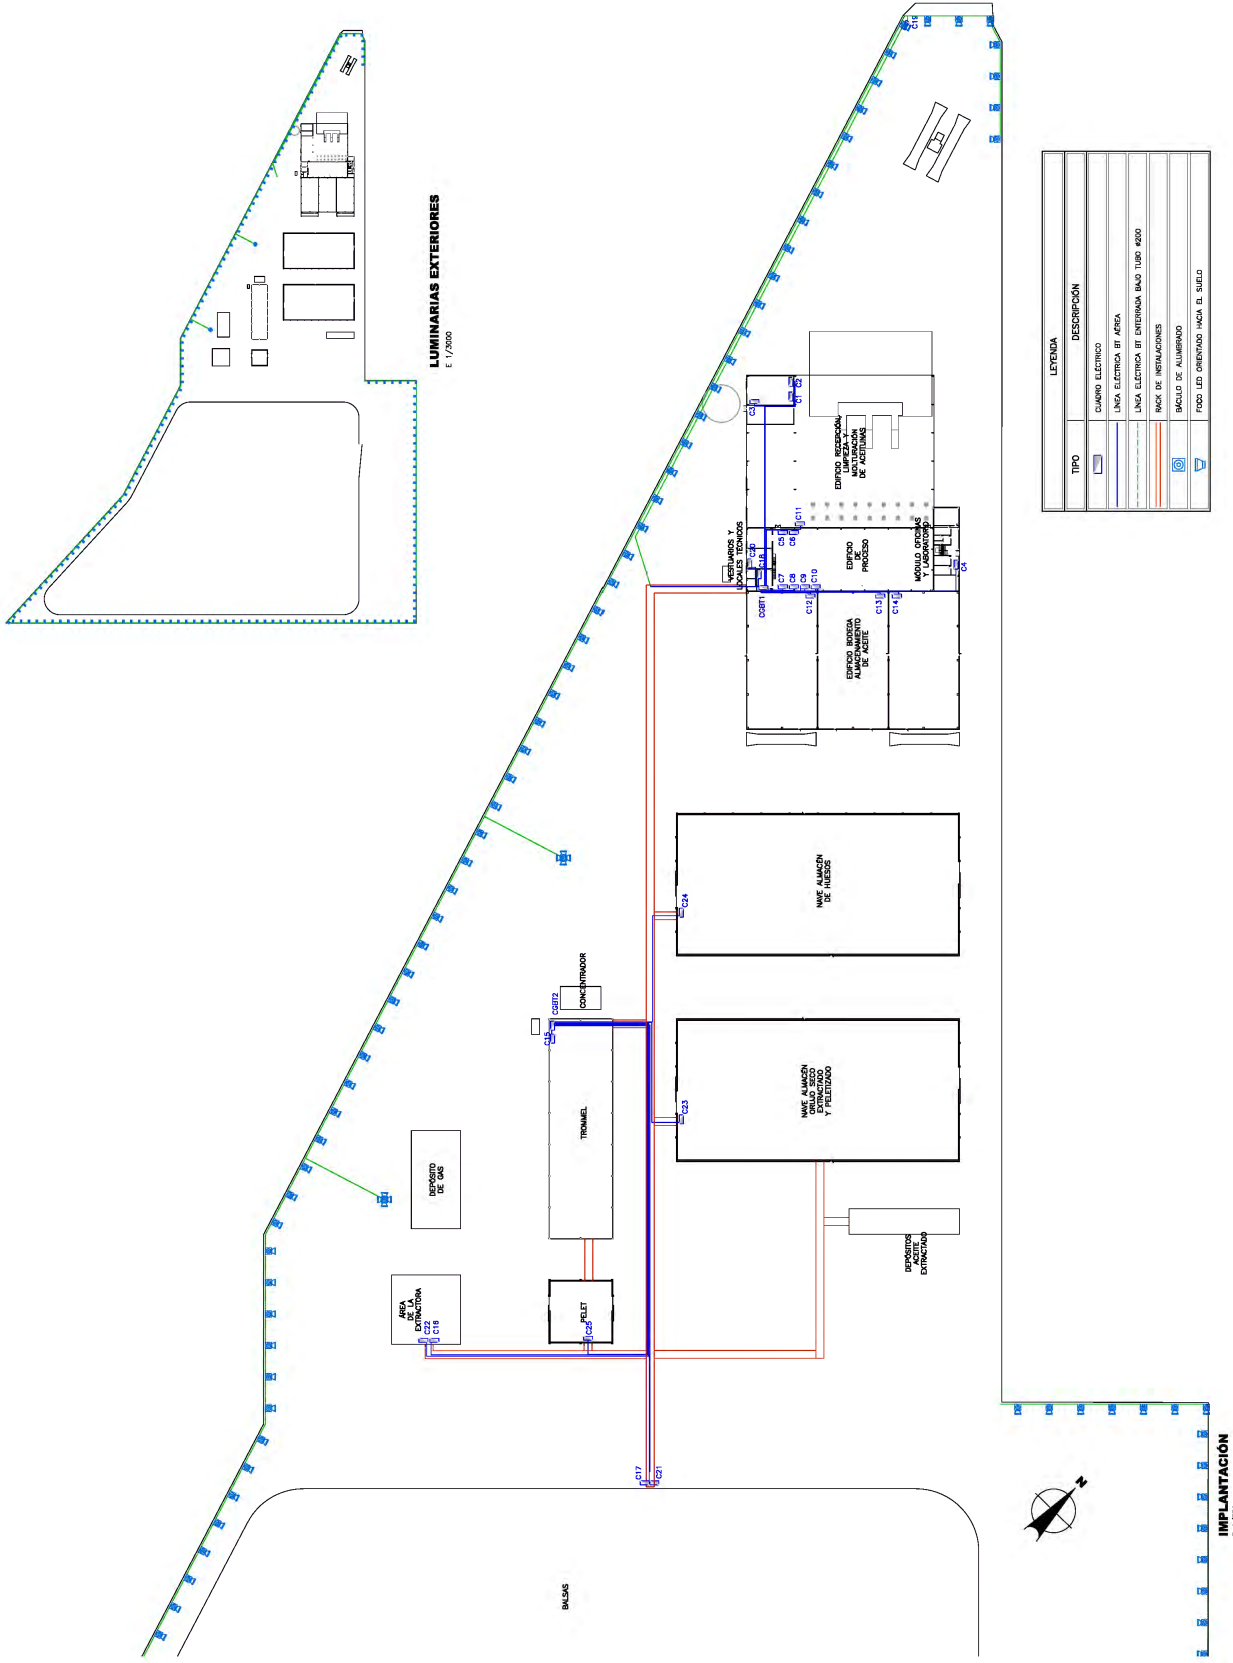 LUMINARIAS EXTERIORES
E 1/3000
C19
LEYENDA
TIPO
DESCRIPCIÓN
CUADRO ELÉCTRICO
LÍNEA ELÉCTRICA BT AÉREA
LÍNEA ELÉCTRICA BT ENTERRADA BAJO TUBO ø200
RACK DE INSTALACIONES
BÁCULO DE ALUMBRADO
FOCO LED ORIENTADO HACIA EL SUELO
C3
C1
C2
EDIFICIO RECEPCIÓN,
LIMPIEZA Y
MOLTURACIÓN
DE ACEITUNAS
C11
C5
C6
VESTUARIOS Y
LOCALES TÉCNICOS
C20
C18
CGBT1
C7
C8
C9
C10
C12
C13
C14
EDIFICIO
DE
PROCESO
MÓDULO OFICINAS
Y LABORATORIO
C4
EDIFICIO BODEGA
ALMACENAMIENTO
DE ACEITE
NAVE ALMACÉN
DE HUESOS
C24
CONCENTRADOR
CGBT2
C15
TROMMEL
C23
NAVE ALMACÉN
ORUJO SECO
EXTRACTADO
Y PELETIZADO
DEPÓSITO
DE GAS
DEPÓSITOS
ACEITE
EXTRACTADO
ÁREA
DE LA
EXTRACTORA
C22
C16
PELET
C25
C17
C21
BALSAS
N
IMPLANTACIÓN